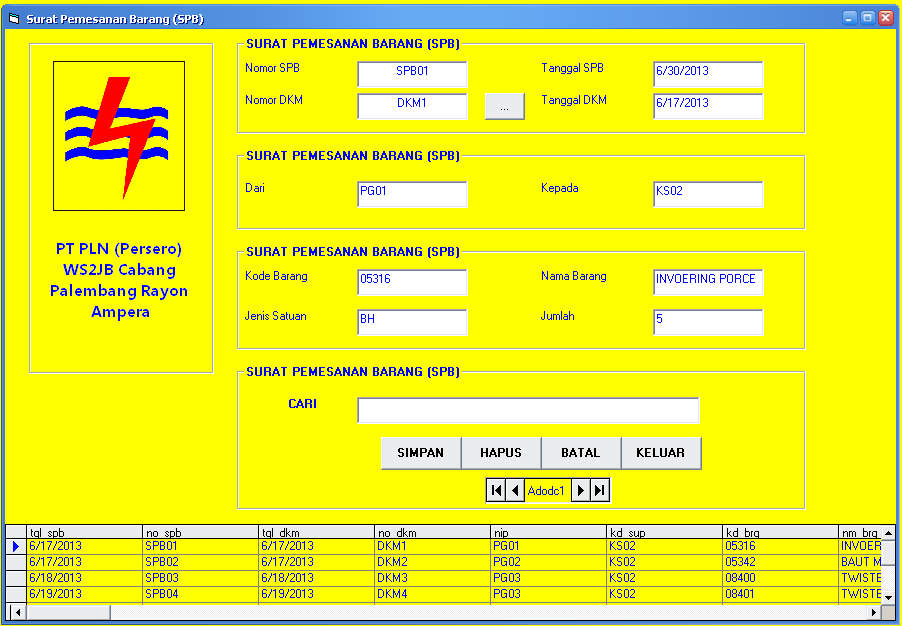 Surat Pemesanan Barang (SPB)
PT PLN (Persero)
WS2JB Cabang
Palembang Rayon
Ampera
SURAT PEMESANAN BARANG (SPB)
Nomor SPB SPB01 Tanggal SPB 6/30/2013
Nomor DKM DKM1 ... Tanggal DKM 6/17/2013
SURAT PEMESANAN BARANG (SPB)
Dari PG01 Kepada KS02
SURAT PEMESANAN BARANG (SPB)
Kode Barang 05316 Nama Barang INVOERING PORCE
Jenis Satuan BH Jumlah 5
SURAT PEMESANAN BARANG (SPB)
CARI
SIMPAN HAPUS BATAL KELUAR
Adodc1
tgl_spb no_spb tgl_dkm no_dkm nip kd_sup kd_brg nm_brg
6/17/2013 SPB01 6/17/2013 DKM1 PG01 KS02 05316 INVOER
6/17/2013 SPB02 6/17/2013 DKM2 PG02 KS02 05342 BAUT M
6/18/2013 SPB03 6/18/2013 DKM3 PG03 KS02 08400 TWISTE
6/19/2013 SPB04 6/19/2013 DKM4 PG03 KS02 08401 TWISTE